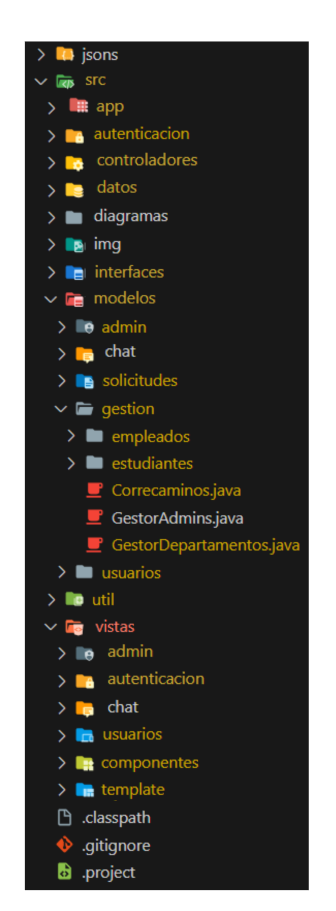 jsons
src
app
autenticacion
controladores
datos
diagramas
img
interfaces
modelos
admin
chat
solicitudes
gestion
empleados
estudiantes
Correcaminos.java
GestorAdmins.java
GestorDepartamentos.java
usuarios
util
vistas
admin
autenticacion
chat
usuarios
componentes
template
.classpath
.gitignore
.project